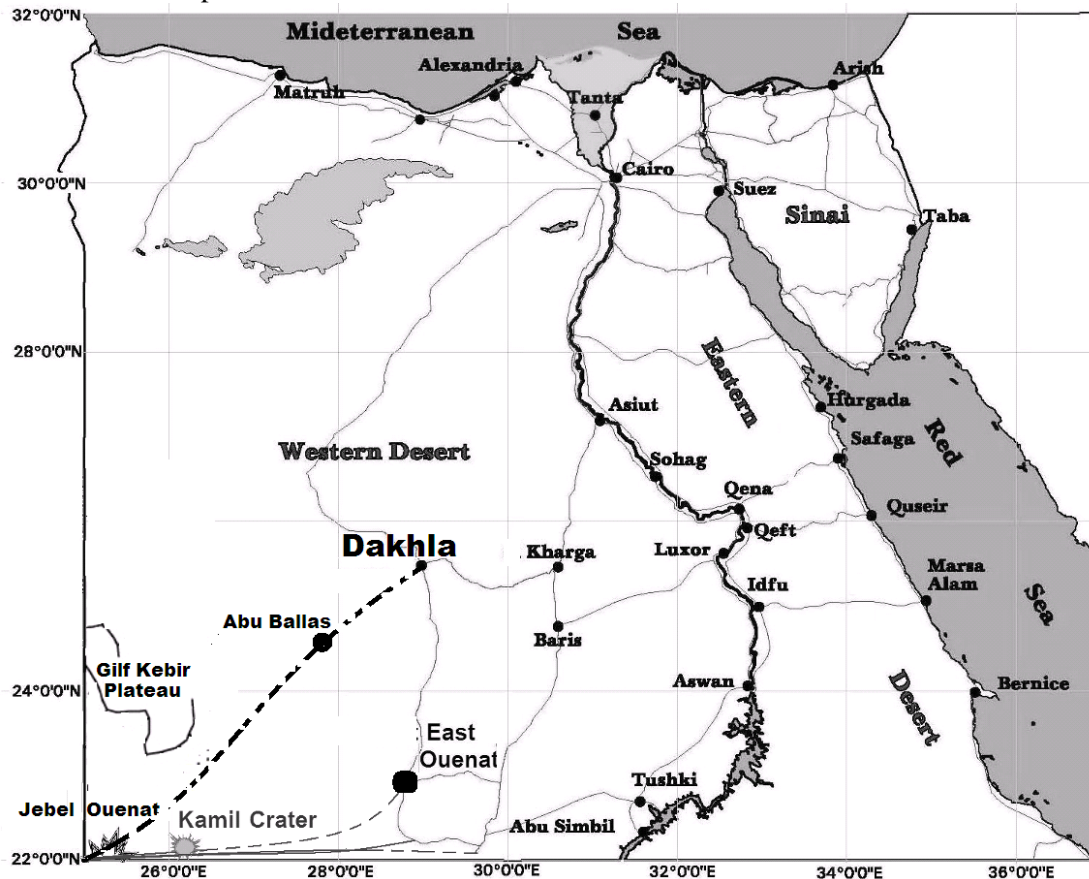 32°0'0"N
Mideterranean Sea
Alexandria
Arish
Matruh
Tanta
30°0'0"N
Cairo
Suez
Sinai
Taba
28°0'0"N
Eastern
Hurgada
Asiut
Safaga
Red
Western Desert
Sohag
Qena
Quseir
Qeft
Dakhla
Kharga
Luxor
Marsa
Alam
Idfu
Sea
Abu Ballas
Baris
Gilf Kebir
Plateau
24°0'0"N
Aswan
Bernice
Desert
East
Ouenat
Tushki
Jebel Ouenat
Kamil Crater
Abu Simbil
22°0'0"N
26°0'0"E
28°0'0"E
30°0'0"E
32°0'0"E
34°0'0"E
36°0'0"E